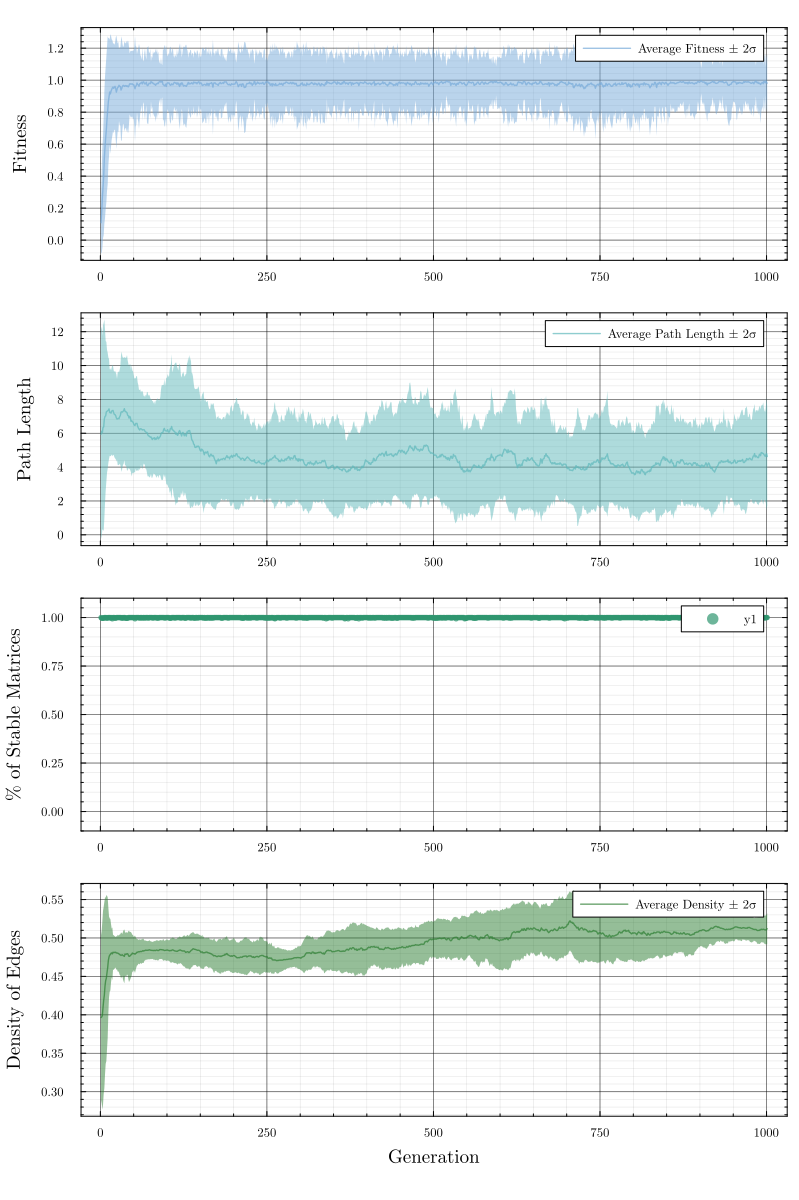 Fitness
1.2
1.0
0.8
0.6
0.4
0.2
0.0
Average Fitness ± 2σ
0 250 500 750 1000
Path Length
12
10
8
6
4
2
0
Average Path Length ± 2σ
0 250 500 750 1000
% of Stable Matrices
1.00
0.75
0.50
0.25
0.00
y1
0 250 500 750 1000
Density of Edges
0.55
0.50
0.45
0.40
0.35
0.30
Average Density ± 2σ
0 250 500 750 1000
Generation